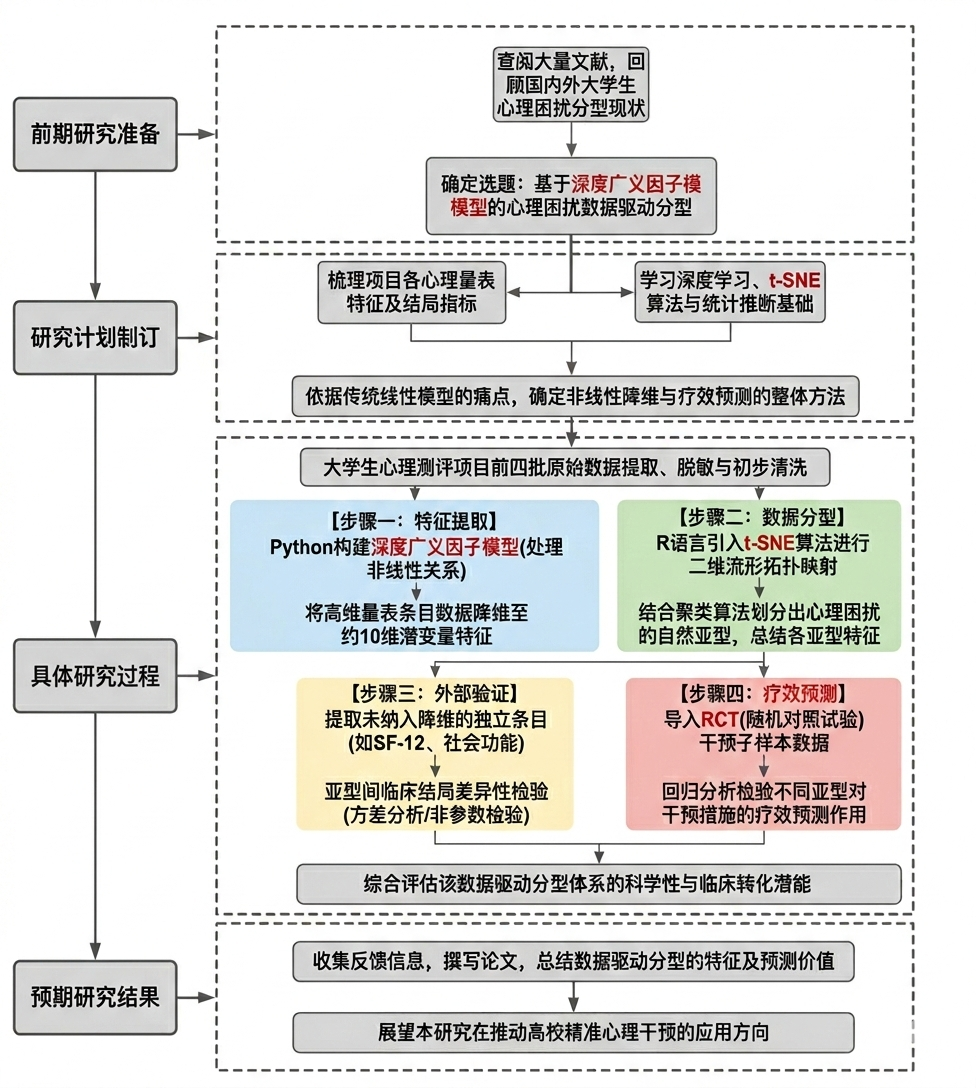 前期研究准备
查阅大量文献，回
顾国内外大学生
心理困扰分型现状
确定选题：基于深度广义因子模
模型的心理困扰数据驱动分型
研究计划制订
梳理项目各心理量表
特征及结局指标
学习深度学习、t-SNE
算法与统计推断基础
依据传统线性模型的痛点，确定非线性降维与疗效预测的整体方法
具体研究过程
大学生心理测评项目前四批原始数据提取、脱敏与初步清洗
【步骤一：特征提取】
Python构建深度广义因子模型(处理
非线性关系)
将高维量表条目数据降维至
约10维潜变量特征
【步骤二：数据分型】
R语言引入t-SNE算法进行
二维流形拓扑映射
结合聚类算法划分出心理困扰
的自然亚型，总结各亚型特征
【步骤三：外部验证】
提取未纳入降维的独立条目
(如SF-12、社会功能)
亚型间临床结局差异性检验
(方差分析/非参数检验)
【步骤四：疗效预测】
导入RCT(随机对照试验)
干预子样本数据
回归分析检验不同亚型对
干预措施的疗效预测作用
综合评估该数据驱动分型体系的科学性与临床转化潜能
预期研究结果
收集反馈信息，撰写论文，总结数据驱动分型的特征及预测价值
展望本研究在推动高校精准心理干预的应用方向